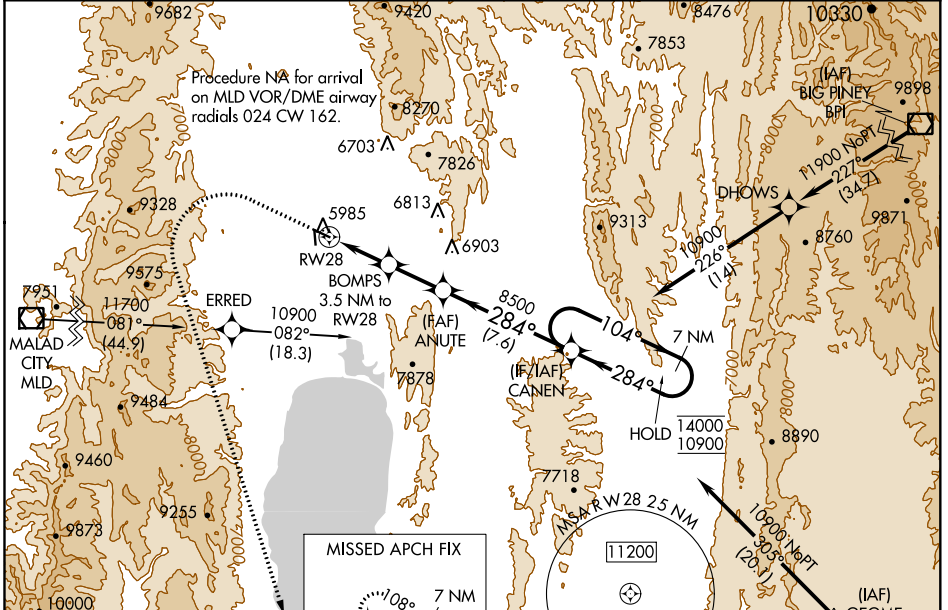 9682
9420
8476
10330
7853
Procedure NA for arrival
on MLD VOR/DME airway
radials 024 CW 162.
8270
(IAF)
BIG PINEY
BPI
9898
6703
7826
7000
8000
11900 NoPT
227°
(34.7)
DHOWS
9328
5985
6813
9313
9871
RW28
6903
10900
226°
(14)
8760
9575
BOMPS
3.5 NM to
RW28
7951
11700
081°
(44.9)
ERRED
10900
082°
(18.3)
8500
284°
(7.6)
104°
7 NM
MALAD
CITY
MLD
(FAF)
ANUTE
(IF/IAF)
CANEN
284°
7878
9484
HOLD
14000
10900
8000
8890
9460
7718
9873
9255
7000
MSA RW28 25 NM
11200
10900 NoPT
305°
(20.1)
MISSED APCH FIX
108°
7 NM
10000
(IAF)